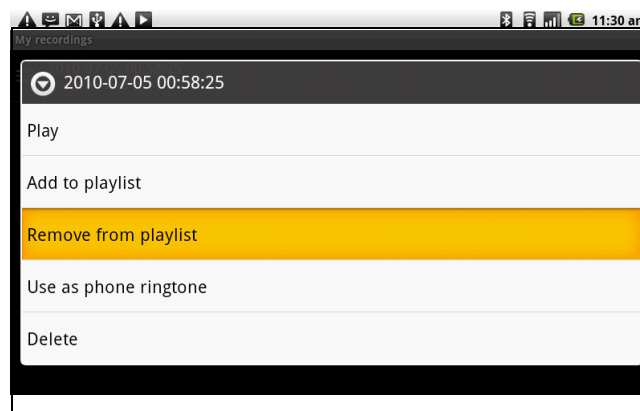 11:30 am
My recordings
2010-07-05 00:58:25
Play
Add to playlist
Remove from playlist
Use as phone ringtone
Delete